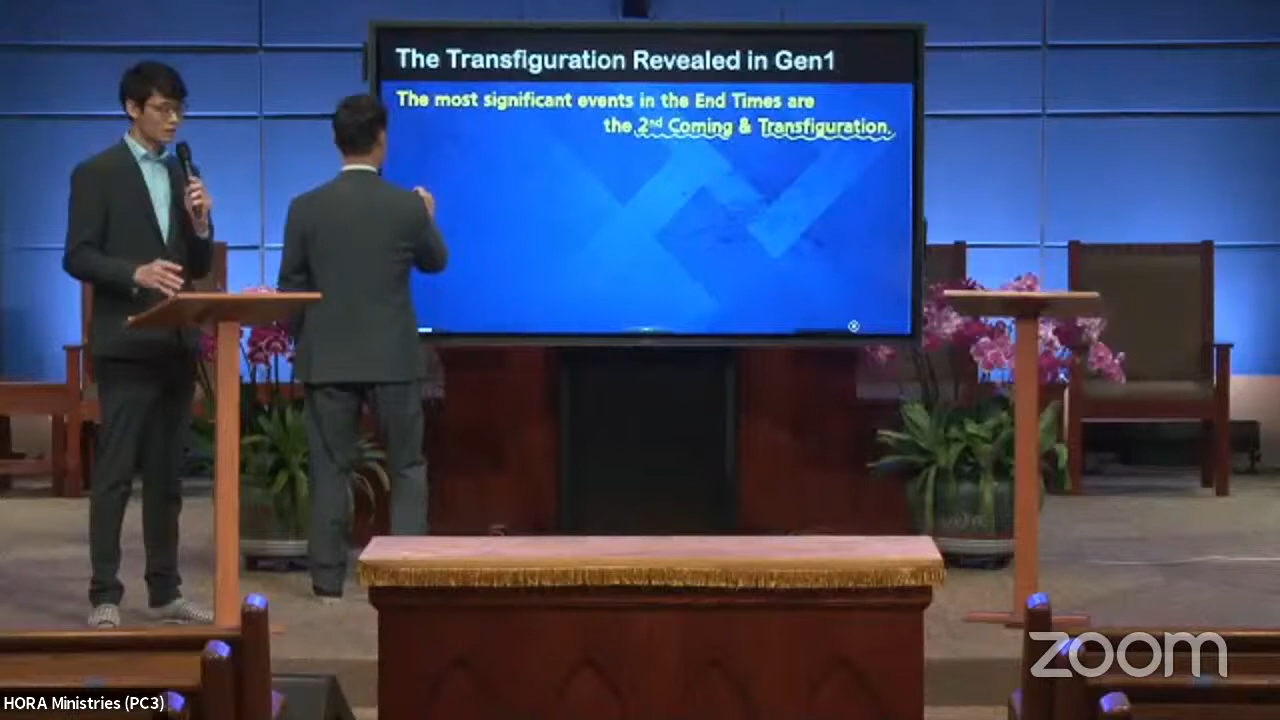 The Transfiguration Revealed in Gen1
The most significant events in the End Times are
the 2nd Coming & Transfiguration.
zoom
HORA Ministries (PC3)